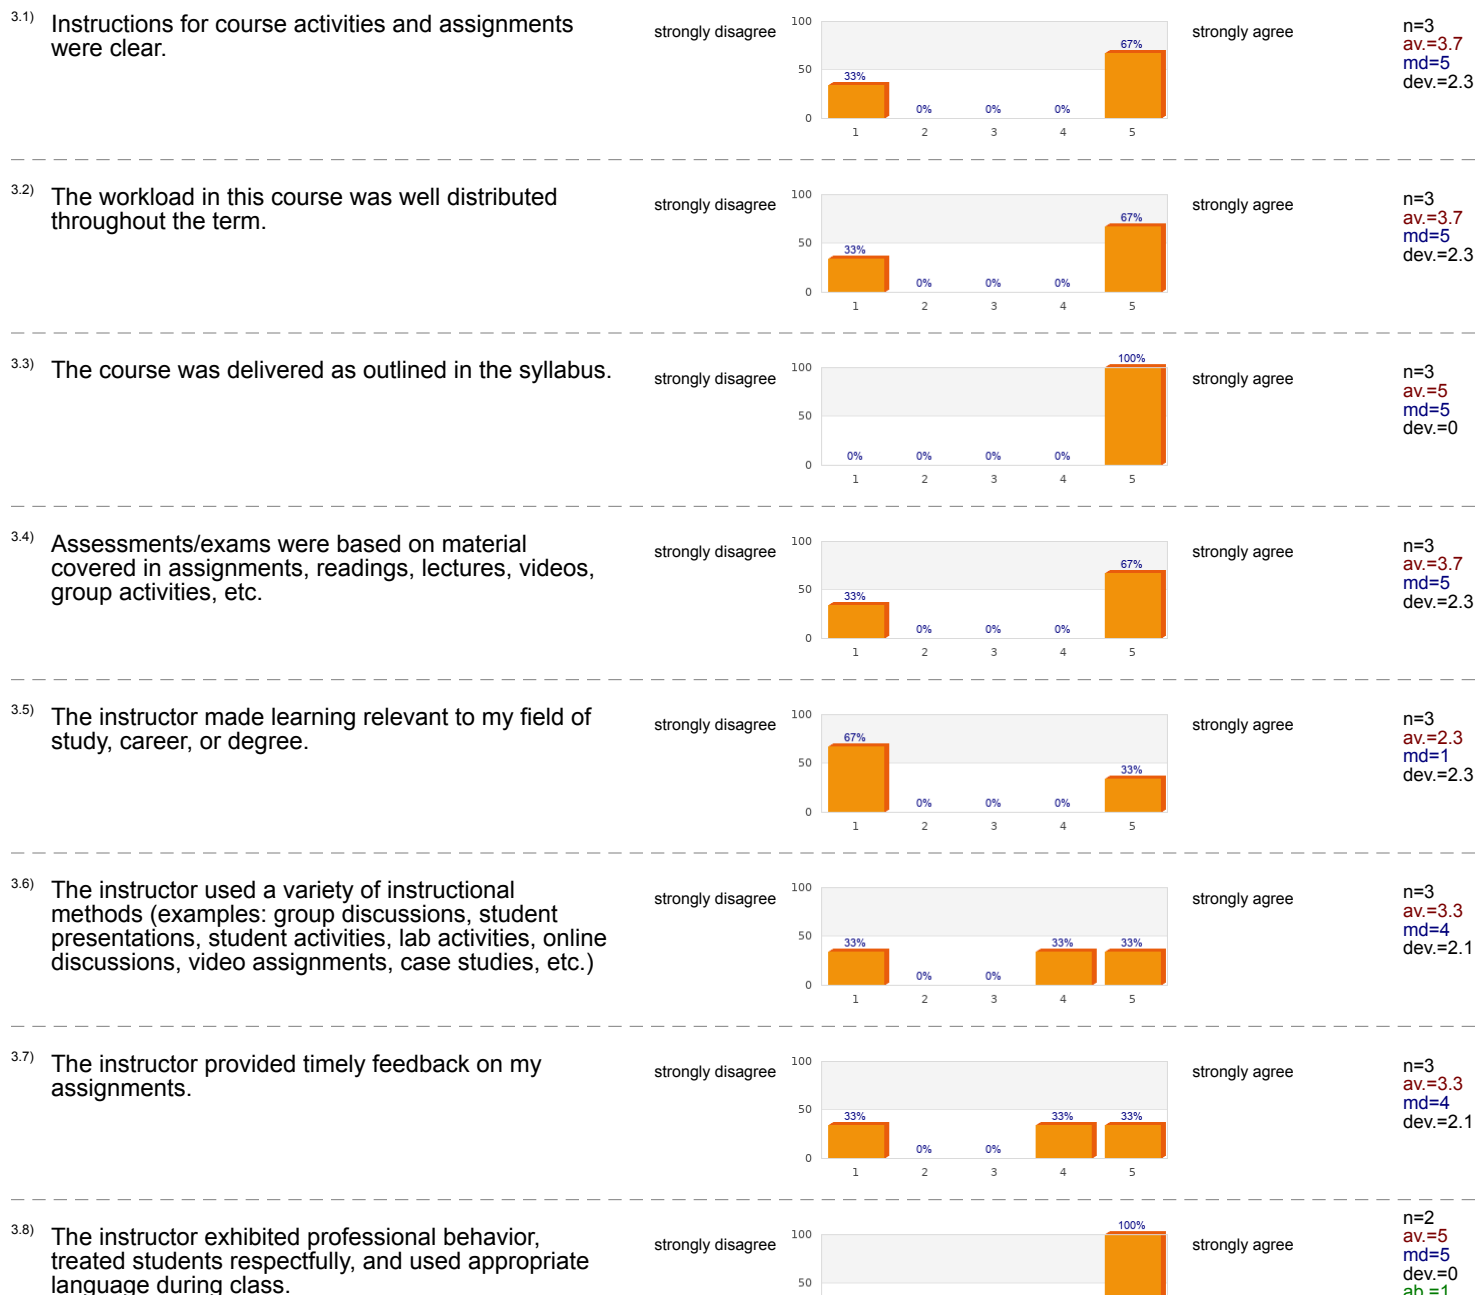 3.1) Instructions for course activities and assignments
were clear.
strongly disagree
100
50
0
33%
0%
0%
0%
67%
1 2 3 4 5
strongly agree
n=3
av.=3.7
md=5
dev.=2.3
3.2) The workload in this course was well distributed
throughout the term.
strongly disagree
100
50
0
33%
0%
0%
0%
67%
1 2 3 4 5
strongly agree
n=3
av.=3.7
md=5
dev.=2.3
3.3) The course was delivered as outlined in the syllabus.
strongly disagree
100
50
0
0%
0%
0%
0%
100%
1 2 3 4 5
strongly agree
n=3
av.=5
md=5
dev.=0
3.4) Assessments/exams were based on material
covered in assignments, readings, lectures, videos,
group activities, etc.
strongly disagree
100
50
0
33%
0%
0%
0%
67%
1 2 3 4 5
strongly agree
n=3
av.=3.7
md=5
dev.=2.3
3.5) The instructor made learning relevant to my field of
study, career, or degree.
strongly disagree
100
50
0
67%
0%
0%
0%
33%
1 2 3 4 5
strongly agree
n=3
av.=2.3
md=1
dev.=2.3
3.6) The instructor used a variety of instructional
methods (examples: group discussions, student
presentations, student activities, lab activities, online
discussions, video assignments, case studies, etc.)
strongly disagree
100
50
0
33%
0%
0%
33%
33%
1 2 3 4 5
strongly agree
n=3
av.=3.3
md=4
dev.=2.1
3.7) The instructor provided timely feedback on my
assignments.
strongly disagree
100
50
0
33%
0%
0%
33%
33%
1 2 3 4 5
strongly agree
n=3
av.=3.3
md=4
dev.=2.1
3.8) The instructor exhibited professional behavior,
treated students respectfully, and used appropriate
language during class.
strongly disagree
100
50
100%
strongly agree
n=2
av.=5
md=5
dev.=0
ab.=1